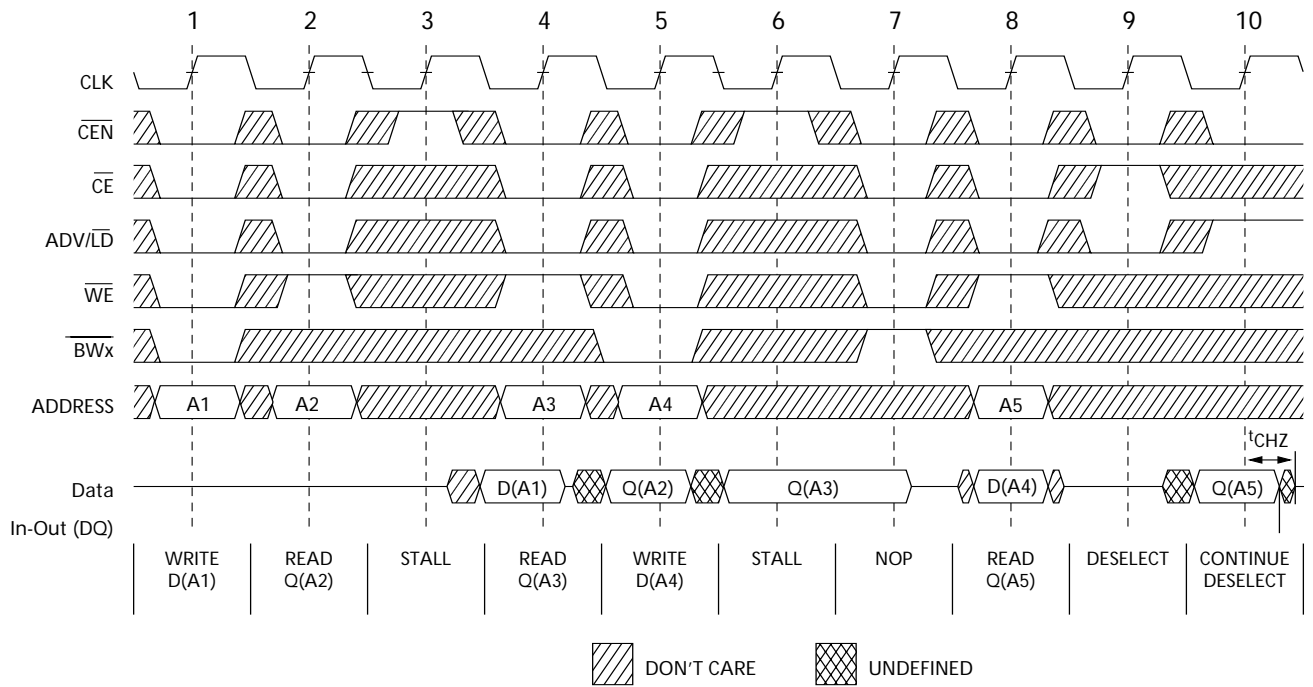 1 2 3 4 5 6 7 8 9 10
CLK
CEN
CE
ADV/LD
WE
BWx
ADDRESS A1 A2 A3 A4 A5
tCHZ
Data D(A1) Q(A2) Q(A3) D(A4) Q(A5)
In-Out (DQ)
WRITE READ STALL READ WRITE STALL NOP READ DESELECT CONTINUE
D(A1) Q(A2) Q(A3) D(A4) Q(A5) DESELECT
DON'T CARE UNDEFINED